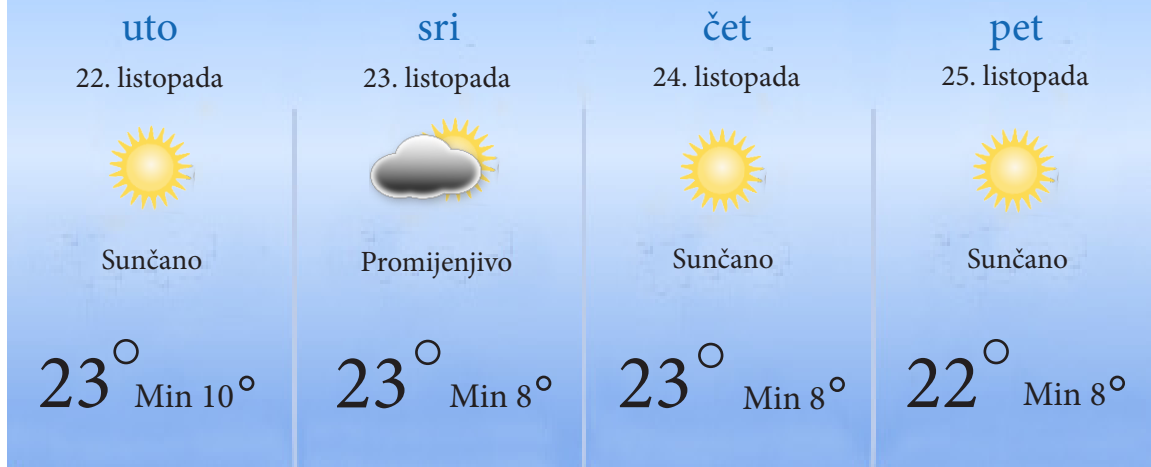 uto
22. listopada
Sunčano
23° Min 10°
sri
23. listopada
Promijenjivo
23° Min 8°
čet
24. listopada
Sunčano
23° Min 8°
pet
25. listopada
Sunčano
22° Min 8°